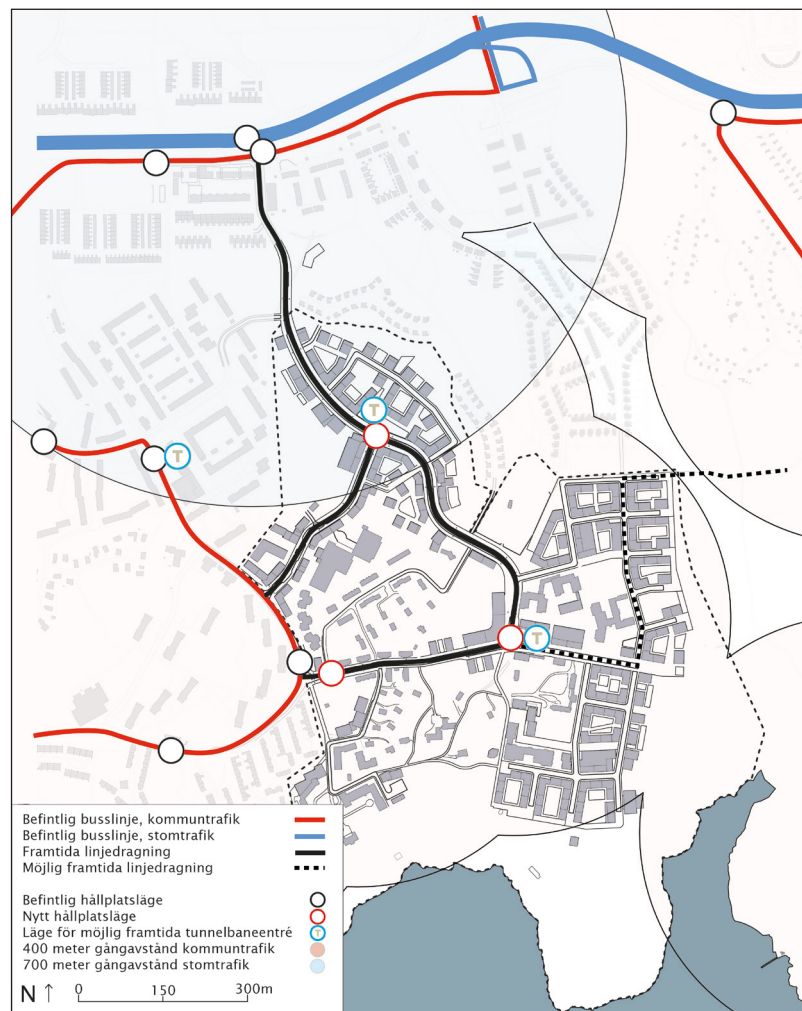 T
T
T
Befintlig busslinje, kommuntrafik
Befintlig busslinje, stomtrafik
Framtida linjedragning
Möjlig framtida linjedragning
Befintlig hållplatsläge
Nytt hållplatsläge
Läge för möjlig framtida tunnelbaneentré T
400 meter gångavstånd kommuntrafik
700 meter gångavstånd stomtrafik
N ↑ 0 150 300m